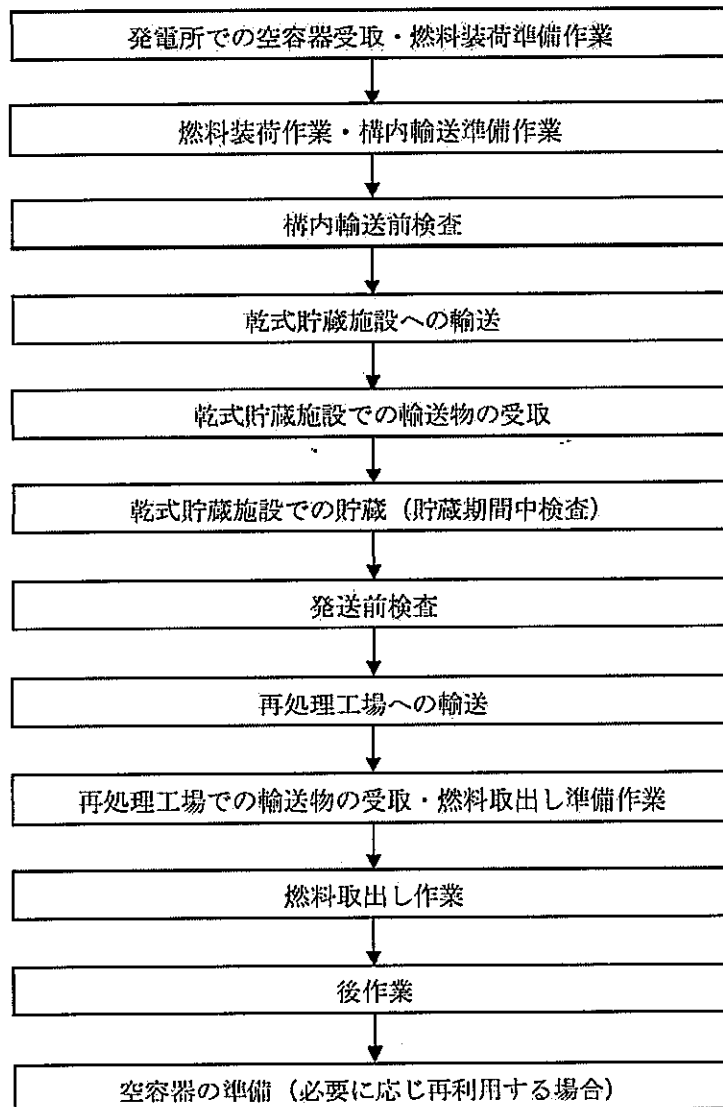 発電所での空容器受取・燃料装荷準備作業
燃料装荷作業・構内輸送準備作業
構内輸送前検査
乾式貯蔵施設への輸送
乾式貯蔵施設での輸送物の受取
乾式貯蔵施設での貯蔵（貯蔵期間中検査）
発送前検査
再処理工場への輸送
再処理工場での輸送物の受取・燃料取出し準備作業
燃料取出し作業
後作業
空容器の準備（必要に応じ再利用する場合）